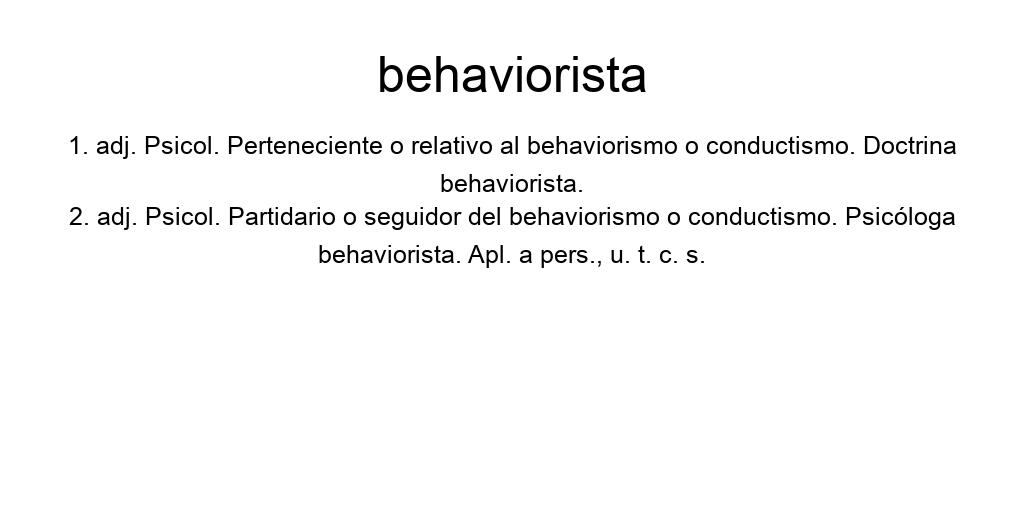 behaviorista
1. adj. Psicol. Perteneciente o relativo al behaviorismo o conductismo. Doctrina
behaviorista.
2. adj. Psicol. Partidario o seguidor del behaviorismo o conductismo. Psicóloga
behaviorista. Apl. a pers., u. t. c. s.